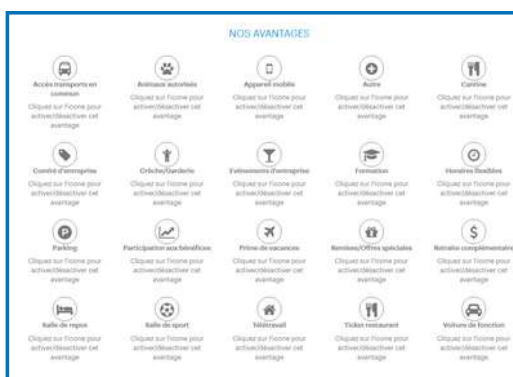 NOS AVANTAGES
Accès transports en
commun
Cliquez sur l'icone pour
activer/désactiver cet
avantage
Animaux autorisés
Cliquez sur l'icone pour
activer/désactiver cet
avantage
Appareil mobile
Cliquez sur l'icone pour
activer/désactiver cet
avantage
Autre
Cliquez sur l'icone pour
activer/désactiver cet
avantage
Cantine
Cliquez sur l'icone pour
activer/désactiver cet
avantage
Comité d'entreprise
Cliquez sur l'icone pour
activer/désactiver cet
avantage
Crèche/Garderie
Cliquez sur l'icone pour
activer/désactiver cet
avantage
Evénements d'entreprise
Cliquez sur l'icone pour
activer/désactiver cet
avantage
Formation
Cliquez sur l'icone pour
activer/désactiver cet
avantage
Horaires flexibles
Cliquez sur l'icone pour
activer/désactiver cet
avantage
P
Parking
Cliquez sur l'icone pour
activer/désactiver cet
avantage
Participation aux bénéfices
Cliquez sur l'icone pour
activer/désactiver cet
avantage
Prime de vacances
Cliquez sur l'icone pour
activer/désactiver cet
avantage
Remises/Offres spéciales
Cliquez sur l'icone pour
activer/désactiver cet
avantage
$
Retraite complémentaire
Cliquez sur l'icone pour
activer/désactiver cet
avantage
Salle de repos
Cliquez sur l'icone pour
activer/désactiver cet
avantage
Salle de sport
Cliquez sur l'icone pour
activer/désactiver cet
avantage
Télétravail
Cliquez sur l'icone pour
activer/désactiver cet
avantage
Ticket restaurant
Cliquez sur l'icone pour
activer/désactiver cet
avantage
Voiture de fonction
Cliquez sur l'icone pour
activer/désactiver cet
avantage